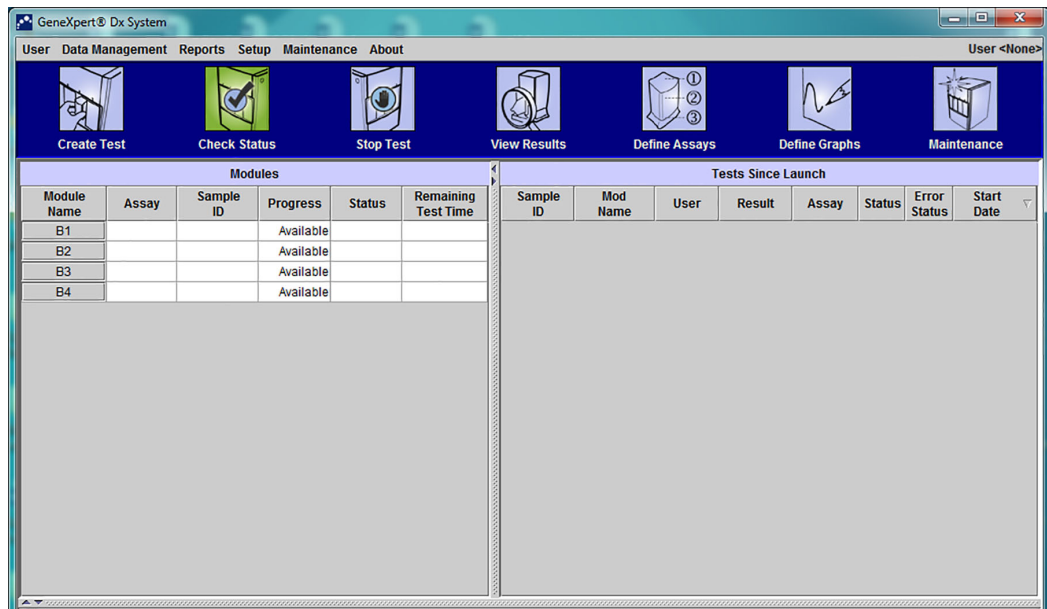 GeneXpert® Dx System
User Data Management Reports Setup Maintenance About User <None>
① 
②
③
Create Test Check Status Stop Test View Results Define Assays Define Graphs Maintenance
Modules
Module Name Assay Sample ID Progress Status Remaining Test Time
B1 Available
B2 Available
B3 Available
B4 Available
Tests Since Launch
Sample ID Mod Name User Result Assay Status Error Status Start Date